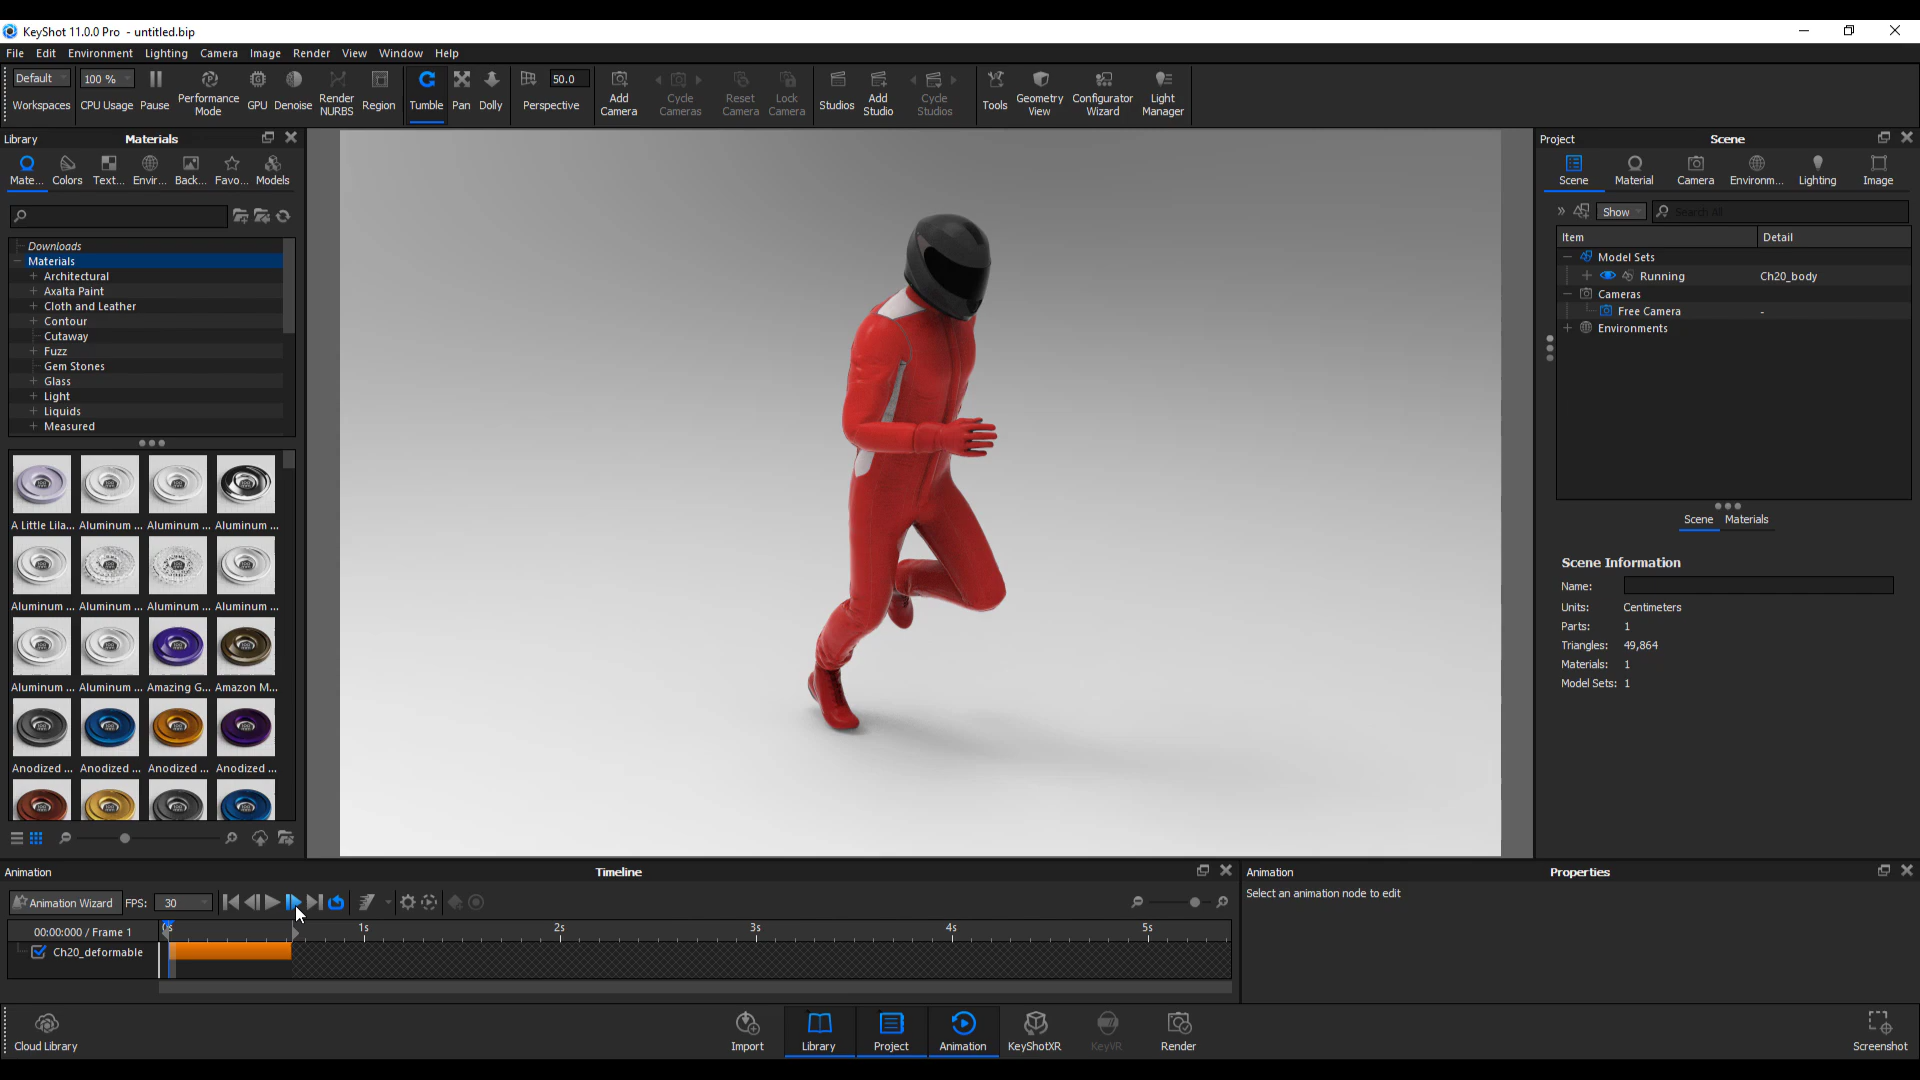 KeyShot 11.0.0 Pro - untitled.bip
File Edit Environment Lighting Camera Image Render View Window Help
Default 100 % 50.0
Workspaces CPU Usage Pause Performance Mode GPU Denoise Render NURBS Region Tumble Pan Dolly Perspective Add Camera Cycle Cameras Reset Camera Lock Camera Studios Add Studio Cycle Studios Tools Geometry View Configurator Wizard Light Manager
Library Materials
Mate... Colors Text... Envir... Back... Favo... Models
Downloads
Materials
Architectural
Axalta Paint
Cloth and Leather
Contour
Cutaway
Fuzz
Gem Stones
Glass
Light
Liquids
Measured
A Little Lila... Aluminum ... Aluminum ... Aluminum ...
Aluminum ... Aluminum ... Aluminum ... Aluminum ...
Aluminum ... Aluminum ... Amazing G... Amazon M...
Anodized ... Anodized ... Anodized ... Anodized ...
Project Scene
Scene Material Camera Environm... Lighting Image
Show Search All
Item Detail
Model Sets
Running Ch20_body
Cameras
Free Camera -
Environments
Scene Materials
Scene Information
Name:
Units: Centimeters
Parts: 1
Triangles: 49,864
Materials: 1
Model Sets: 1
Animation Timeline
Animation Wizard FPS: 30
00:00:000 / Frame 1 0s 1s 2s 3s 4s 5s
Ch20_deformable
Animation Properties
Select an animation node to edit
Cloud Library Import Library Project Animation KeyShotXR KeyVR Render Screenshot